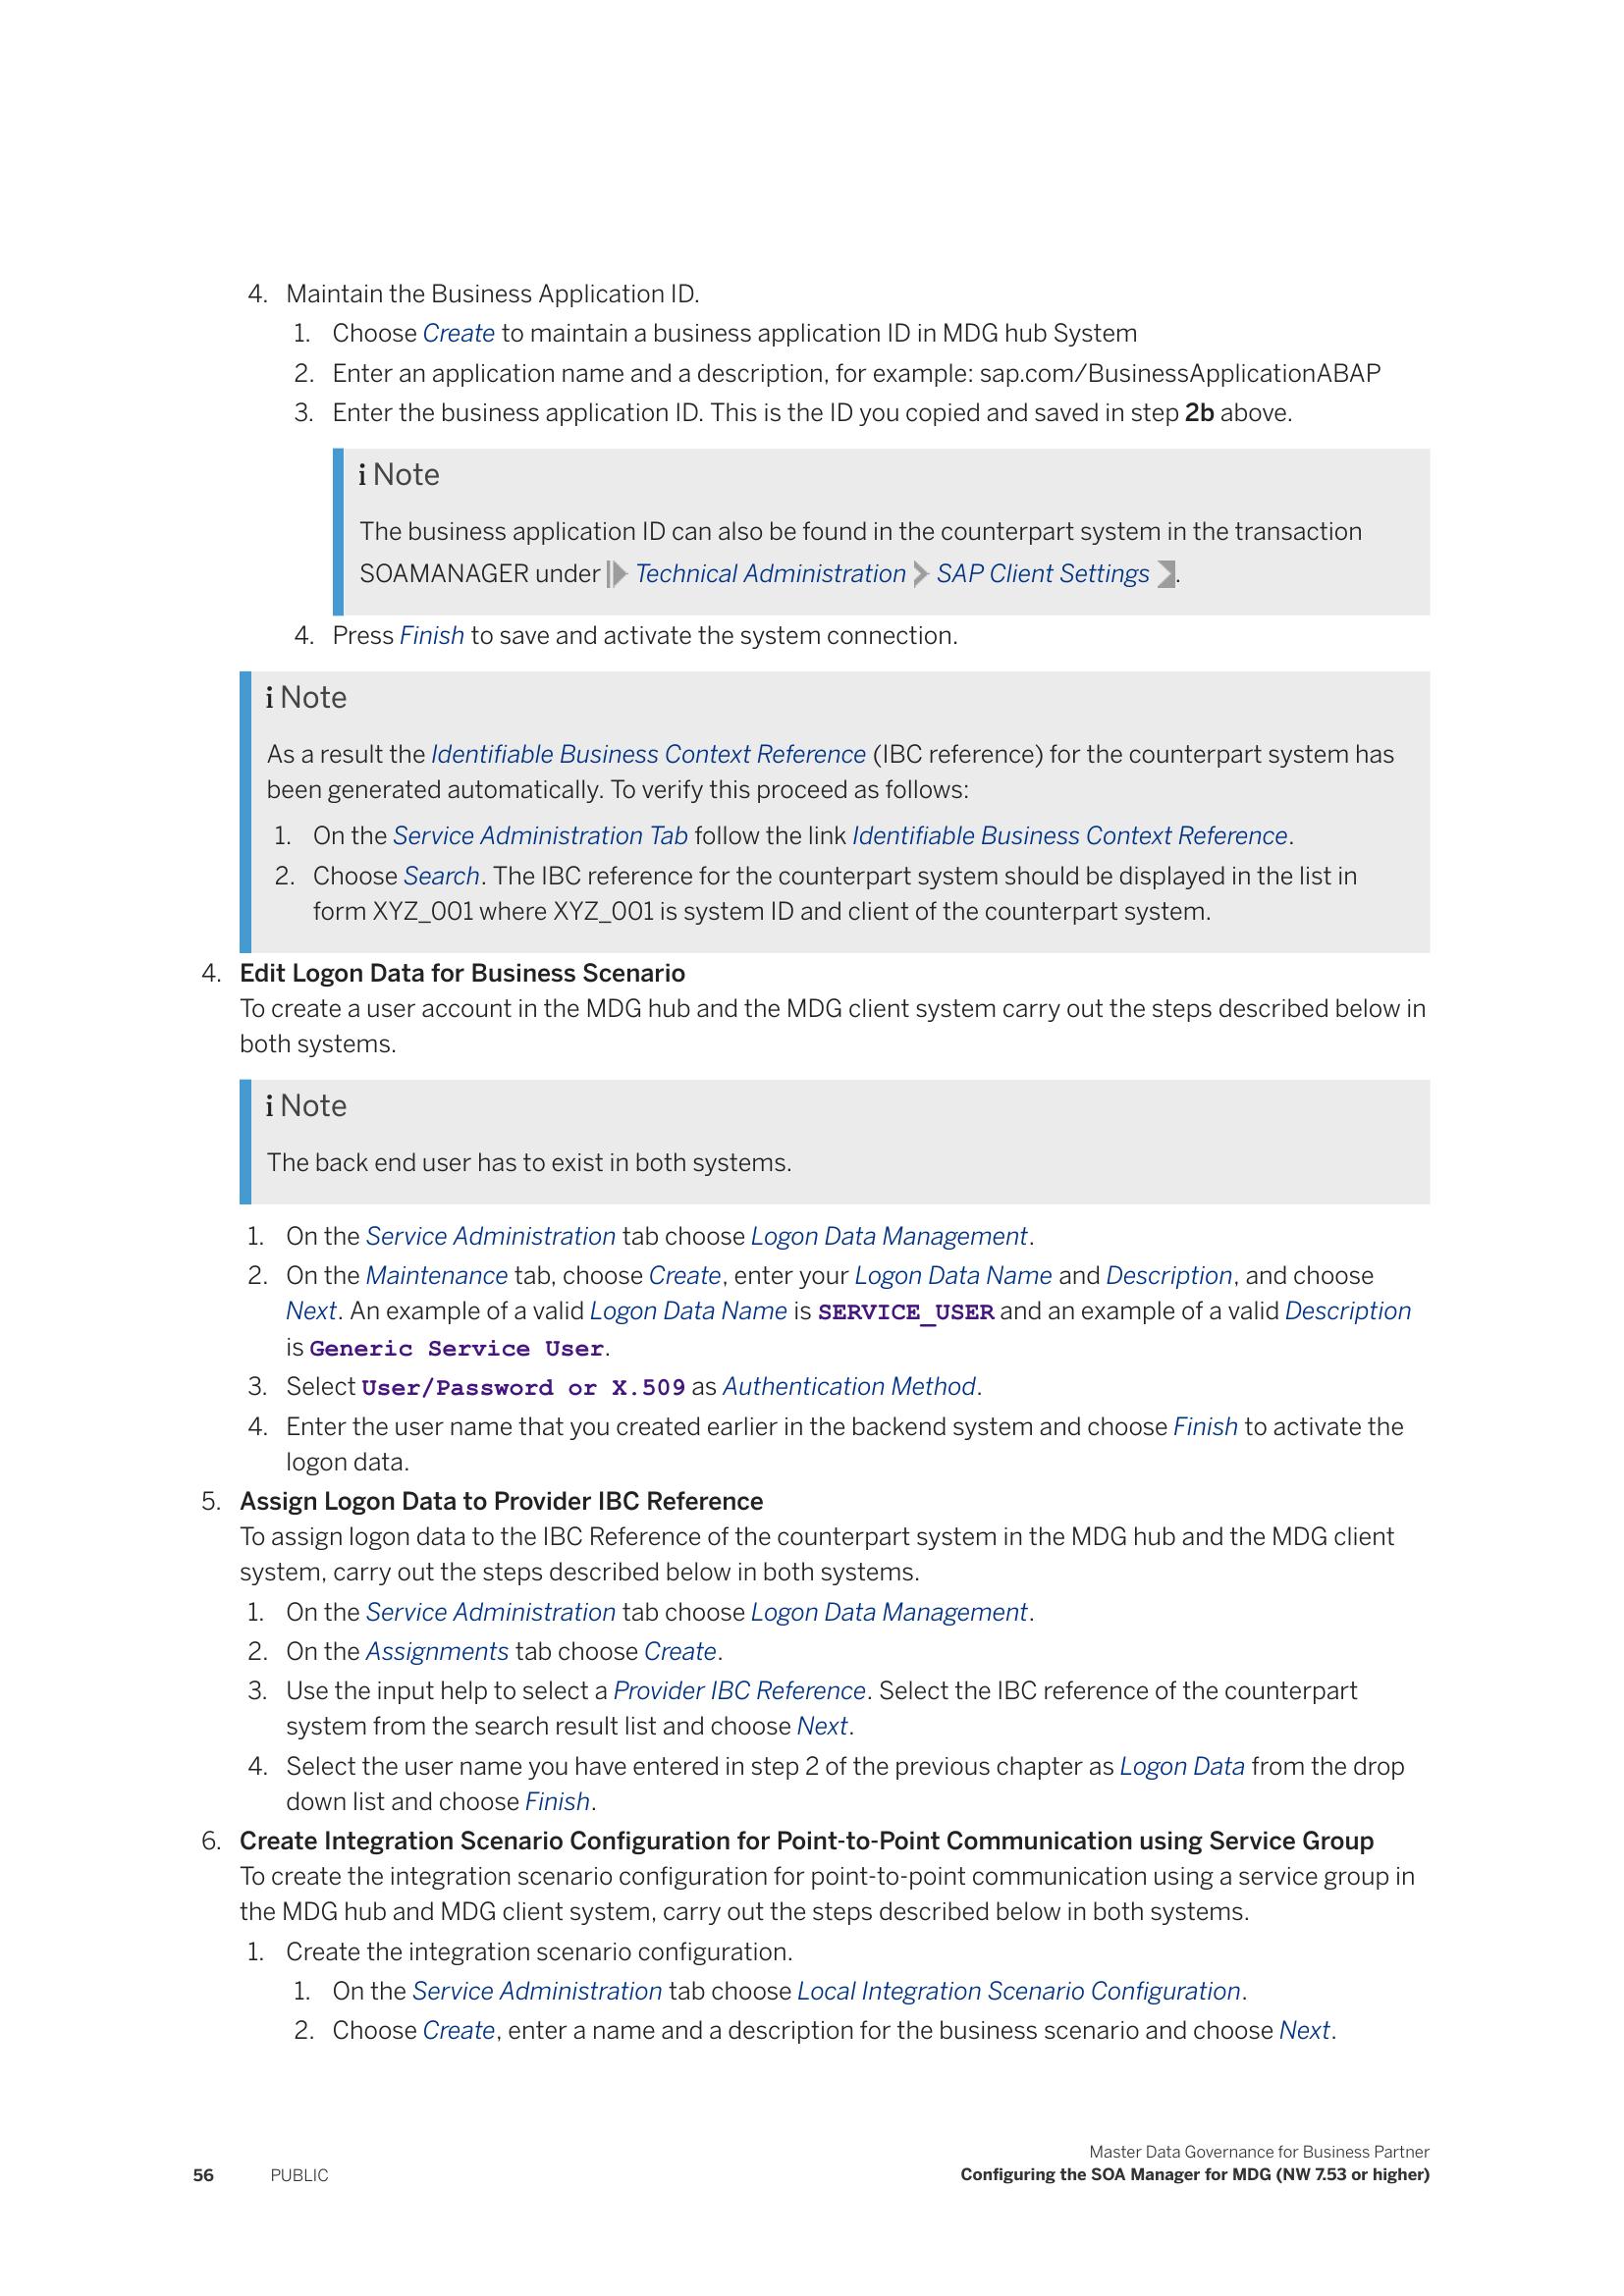 4. Maintain the Business Application ID.
1. Choose Create to maintain a business application ID in MDG hub System
2. Enter an application name and a description, for example: sap.com/BusinessApplicationABAP
3. Enter the business application ID. This is the ID you copied and saved in step 2b above.
i Note
The business application ID can also be found in the counterpart system in the transaction
SOAMANAGER under Technical Administration > SAP Client Settings .
4. Press Finish to save and activate the system connection.
i Note
As a result the Identifiable Business Context Reference (IBC reference) for the counterpart system has
been generated automatically. To verify this proceed as follows:
1. On the Service Administration Tab follow the link Identifiable Business Context Reference.
2. Choose Search. The IBC reference for the counterpart system should be displayed in the list in
form XYZ_001 where XYZ_001 is system ID and client of the counterpart system.
4. Edit Logon Data for Business Scenario
To create a user account in the MDG hub and the MDG client system carry out the steps described below in
both systems.
i Note
The back end user has to exist in both systems.
1. On the Service Administration tab choose Logon Data Management.
2. On the Maintenance tab, choose Create, enter your Logon Data Name and Description, and choose
Next. An example of a valid Logon Data Name is SERVICE_USER and an example of a valid Description
is Generic Service User.
3. Select User/Password or X.509 as Authentication Method.
4. Enter the user name that you created earlier in the backend system and choose Finish to activate the
logon data.
5. Assign Logon Data to Provider IBC Reference
To assign logon data to the IBC Reference of the counterpart system in the MDG hub and the MDG client
system, carry out the steps described below in both systems.
1. On the Service Administration tab choose Logon Data Management.
2. On the Assignments tab choose Create.
3. Use the input help to select a Provider IBC Reference. Select the IBC reference of the counterpart
system from the search result list and choose Next.
4. Select the user name you have entered in step 2 of the previous chapter as Logon Data from the drop
down list and choose Finish.
6. Create Integration Scenario Configuration for Point-to-Point Communication using Service Group
To create the integration scenario configuration for point-to-point communication using a service group in
the MDG hub and MDG client system, carry out the steps described below in both systems.
1. Create the integration scenario configuration.
1. On the Service Administration tab choose Local Integration Scenario Configuration.
2. Choose Create, enter a name and a description for the business scenario and choose Next.
Master Data Governance for Business Partner
56 PUBLIC Configuring the SOA Manager for MDG (NW 7.53 or higher)